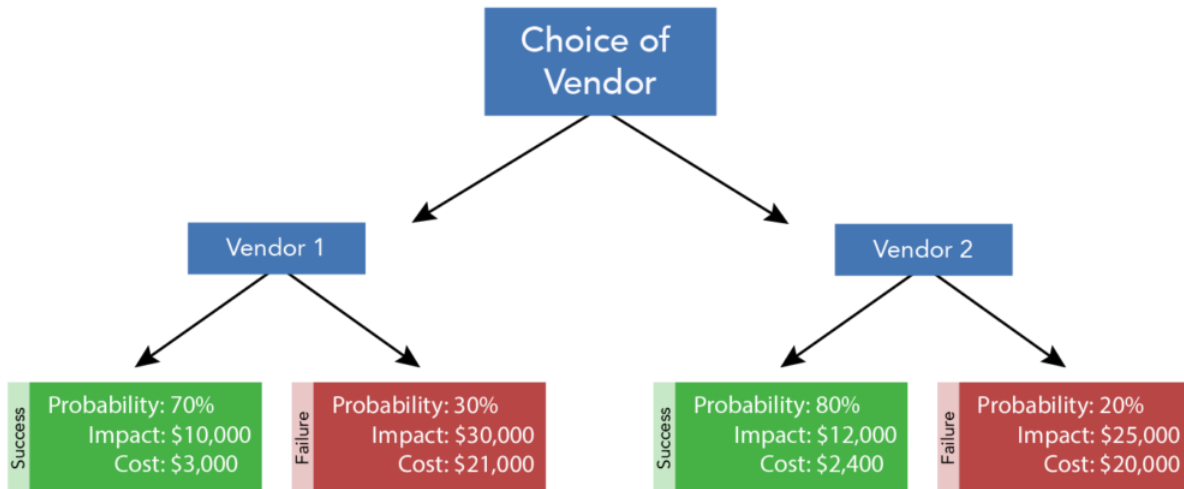 Choice of
Vendor
Vendor 1
Vendor 2
Success
Probability: 70%
Impact: $10,000
Cost: $3,000
Failure
Probability: 30%
Impact: $30,000
Cost: $21,000
Success
Probability: 80%
Impact: $12,000
Cost: $2,400
Failure
Probability: 20%
Impact: $25,000
Cost: $20,000